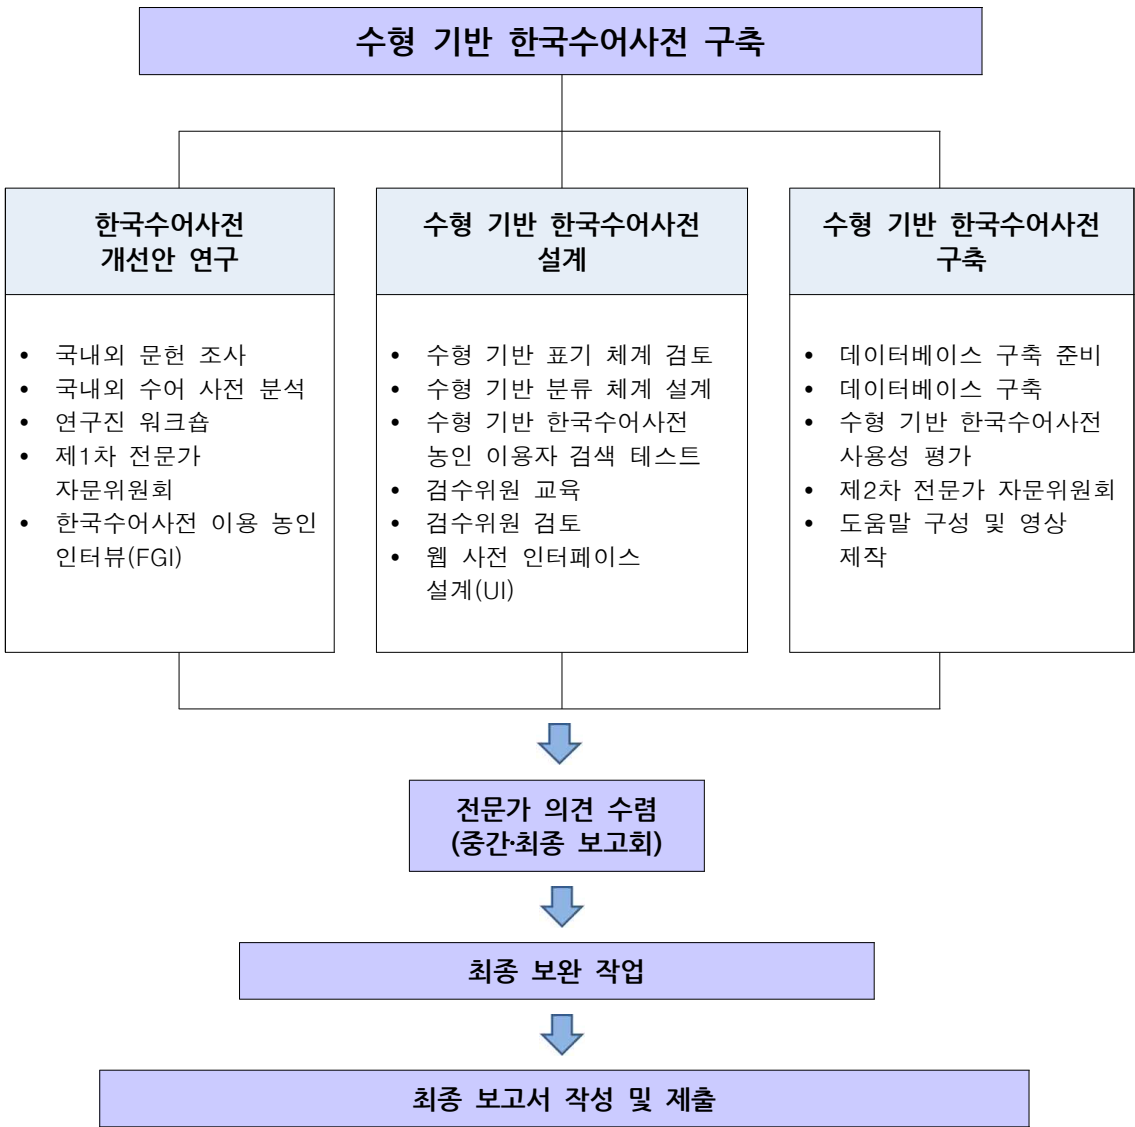 수형 기반 한국수어사전 구축
한국수어사전
개선안 연구
• 국내외 문헌 조사
• 국내외 수어 사전 분석
• 연구진 워크숍
• 제1차 전문가
자문위원회
• 한국수어사전 이용 농인
인터뷰(FGI)
수형 기반 한국수어사전
설계
• 수형 기반 표기 체계 검토
• 수형 기반 분류 체계 설계
• 수형 기반 한국수어사전
농인 이용자 검색 테스트
• 검수위원 교육
• 검수위원 검토
• 웹 사전 인터페이스
설계(UI)
수형 기반 한국수어사전
구축
• 데이터베이스 구축 준비
• 데이터베이스 구축
• 수형 기반 한국수어사전
사용성 평가
• 제2차 전문가 자문위원회
• 도움말 구성 및 영상
제작
전문가 의견 수렴
(중간·최종 보고회)
최종 보완 작업
최종 보고서 작성 및 제출